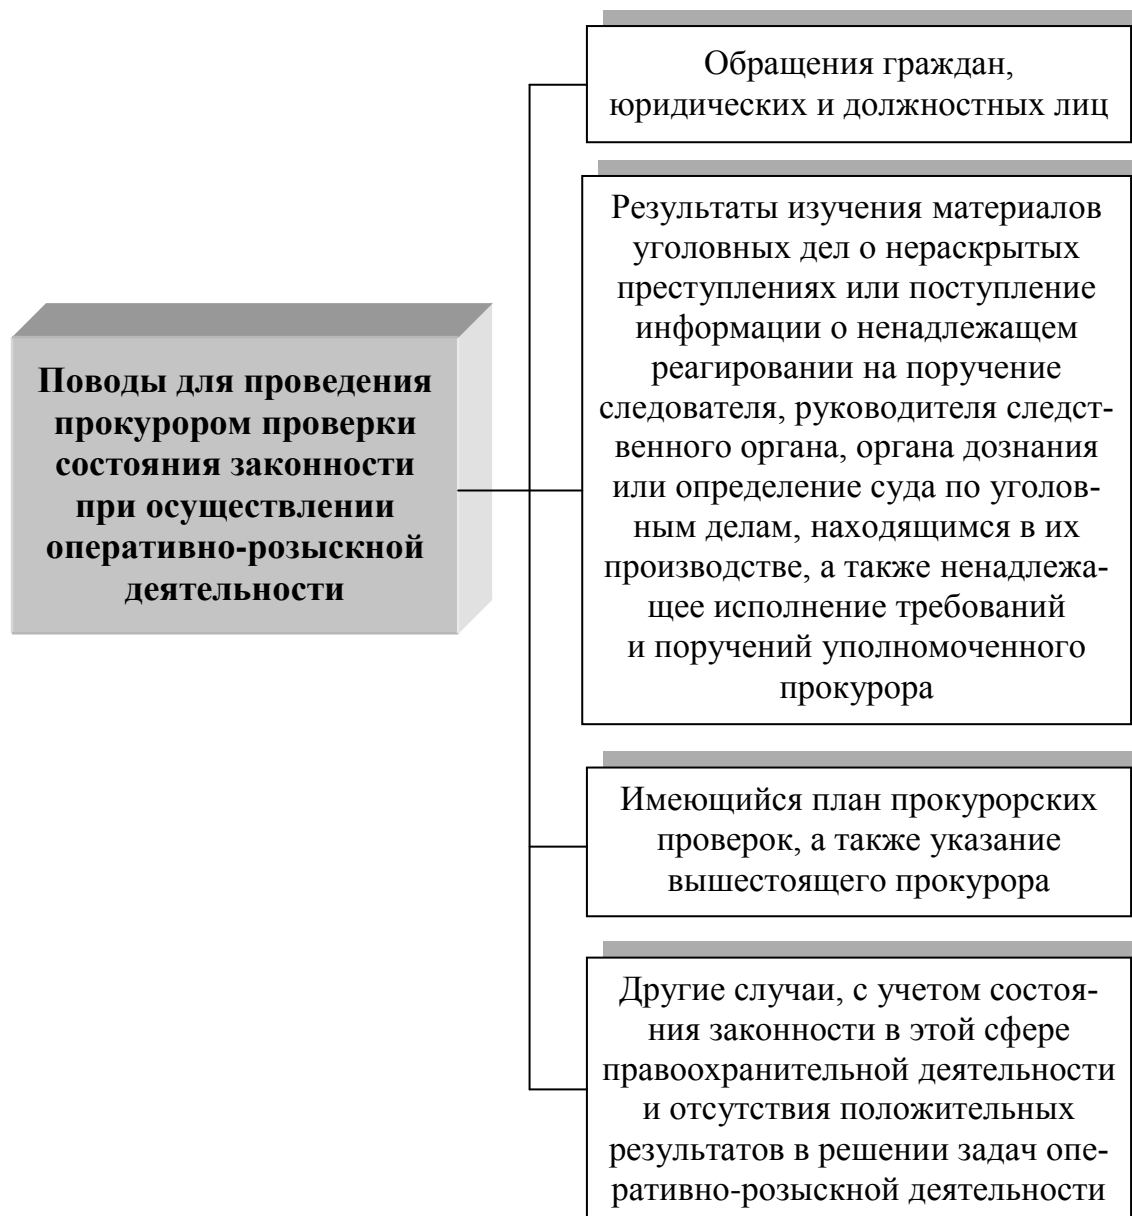 Обращения граждан,
юридических и должностных лиц
Результаты изучения материалов
уголовных дел о нераскрытых
преступлениях или поступление
информации о ненадлежащем
реагировании на поручение
следователя, руководителя следст-
венного органа, органа дознания
или определение суда по уголов-
ным делам, находящимся в их
производстве, а также ненадлежа-
щее исполнение требований
и поручений уполномоченного
прокурора
Поводы для проведения
прокурором проверки
состояния законности
при осуществлении
оперативно-розыскной
деятельности
Имеющийся план прокурорских
проверок, а также указание
вышестоящего прокурора
Другие случаи, с учетом состоя-
ния законности в этой сфере
правоохранительной деятельности
и отсутствия положительных
результатов в решении задач опе-
ративно-розыскной деятельности